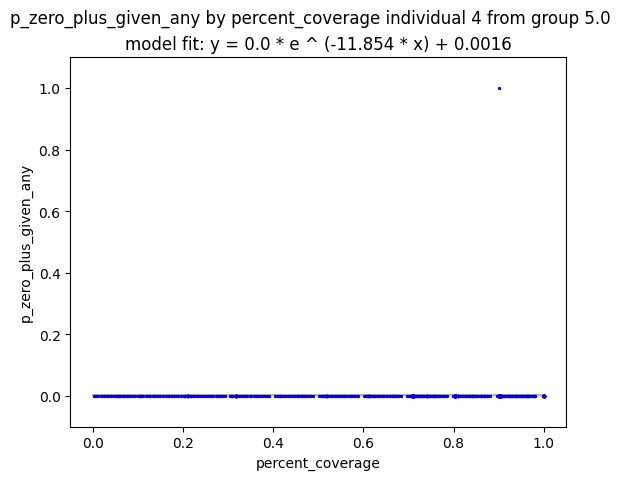 p_zero_plus_given_any by percent_coverage individual 4 from group 5.0
model fit: y = 0.0 * e ^ (-11.854 * x) + 0.0016
p_zero_plus_given_any
1.0
0.8
0.6
0.4
0.2
0.0
0.0 0.2 0.4 0.6 0.8 1.0
percent_coverage